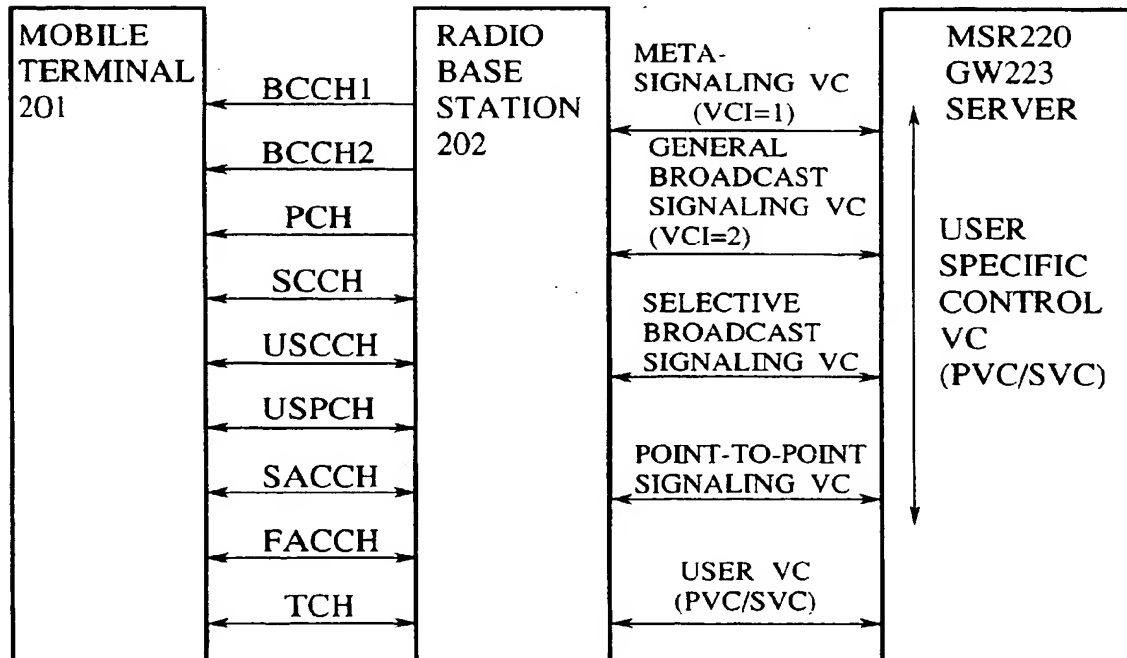 MOBILE
TERMINAL
201
BCCH1
BCCH2
PCH
SCCH
USCCH
USPCH
SACCH
FACCH
TCH
RADIO
BASE
STATION
202
META-
SIGNALING VC
(VCI=1)
GENERAL
BROADCAST
SIGNALING VC
(VCI=2)
SELECTIVE
BROADCAST
SIGNALING VC
POINT-TO-POINT
SIGNALING VC
USER VC
(PVC/SVC)
MSR220
GW223
SERVER
USER
SPECIFIC
CONTROL
VC
(PVC/SVC)